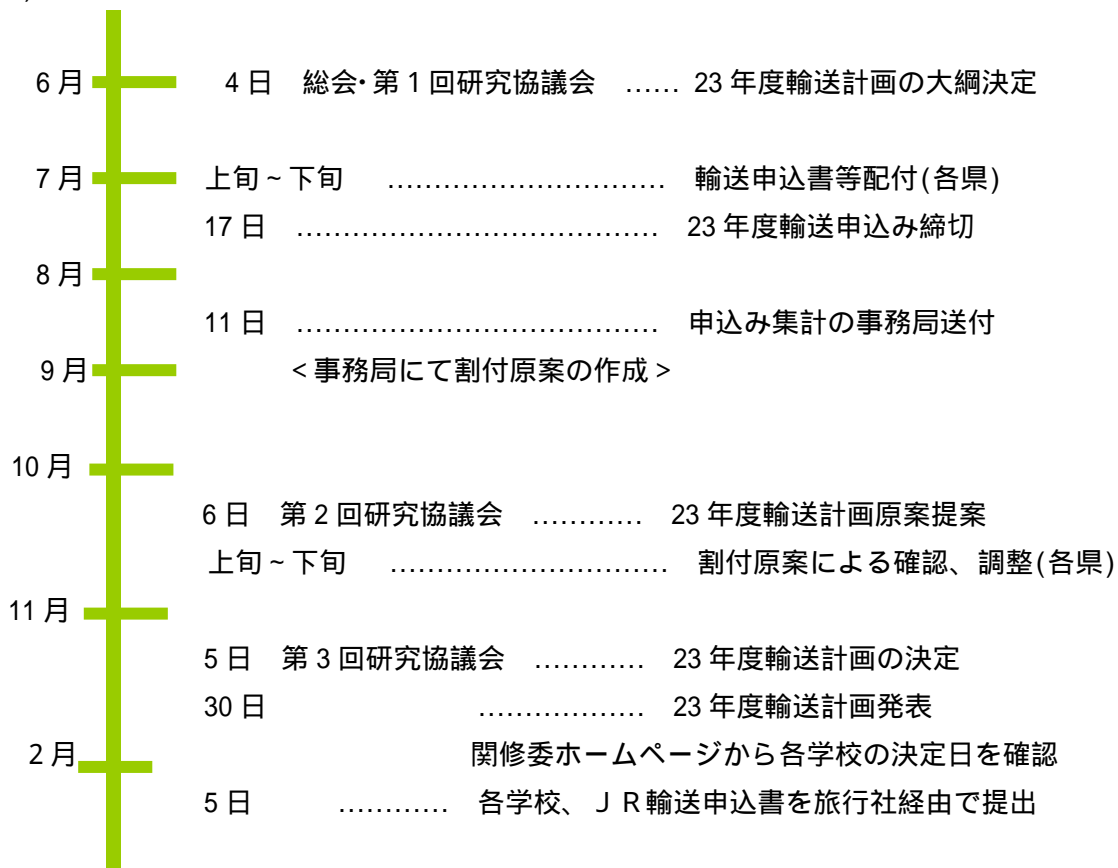 6月 4日 総会・第1回研究協議会 …… 23年度輸送計画の大綱決定
7月 上旬~下旬 ………………………… 輸送申込書等配付(各県)
17日 ………………………………… 23年度輸送申込み締切
8月
11日 ………………………………… 申込み集計の事務局送付
9月 <事務局にて割付原案の作成>
10月
6日 第2回研究協議会 ………… 23年度輸送計画原案提案
上旬~下旬 ………………………… 割付原案による確認、調整(各県)
11月
5日 第3回研究協議会 ………… 23年度輸送計画の決定
30日 ……………… 23年度輸送計画発表
2月 関修委ホームページから各学校の決定日を確認
5日 ………… 各学校、JR輸送申込書を旅行社経由で提出